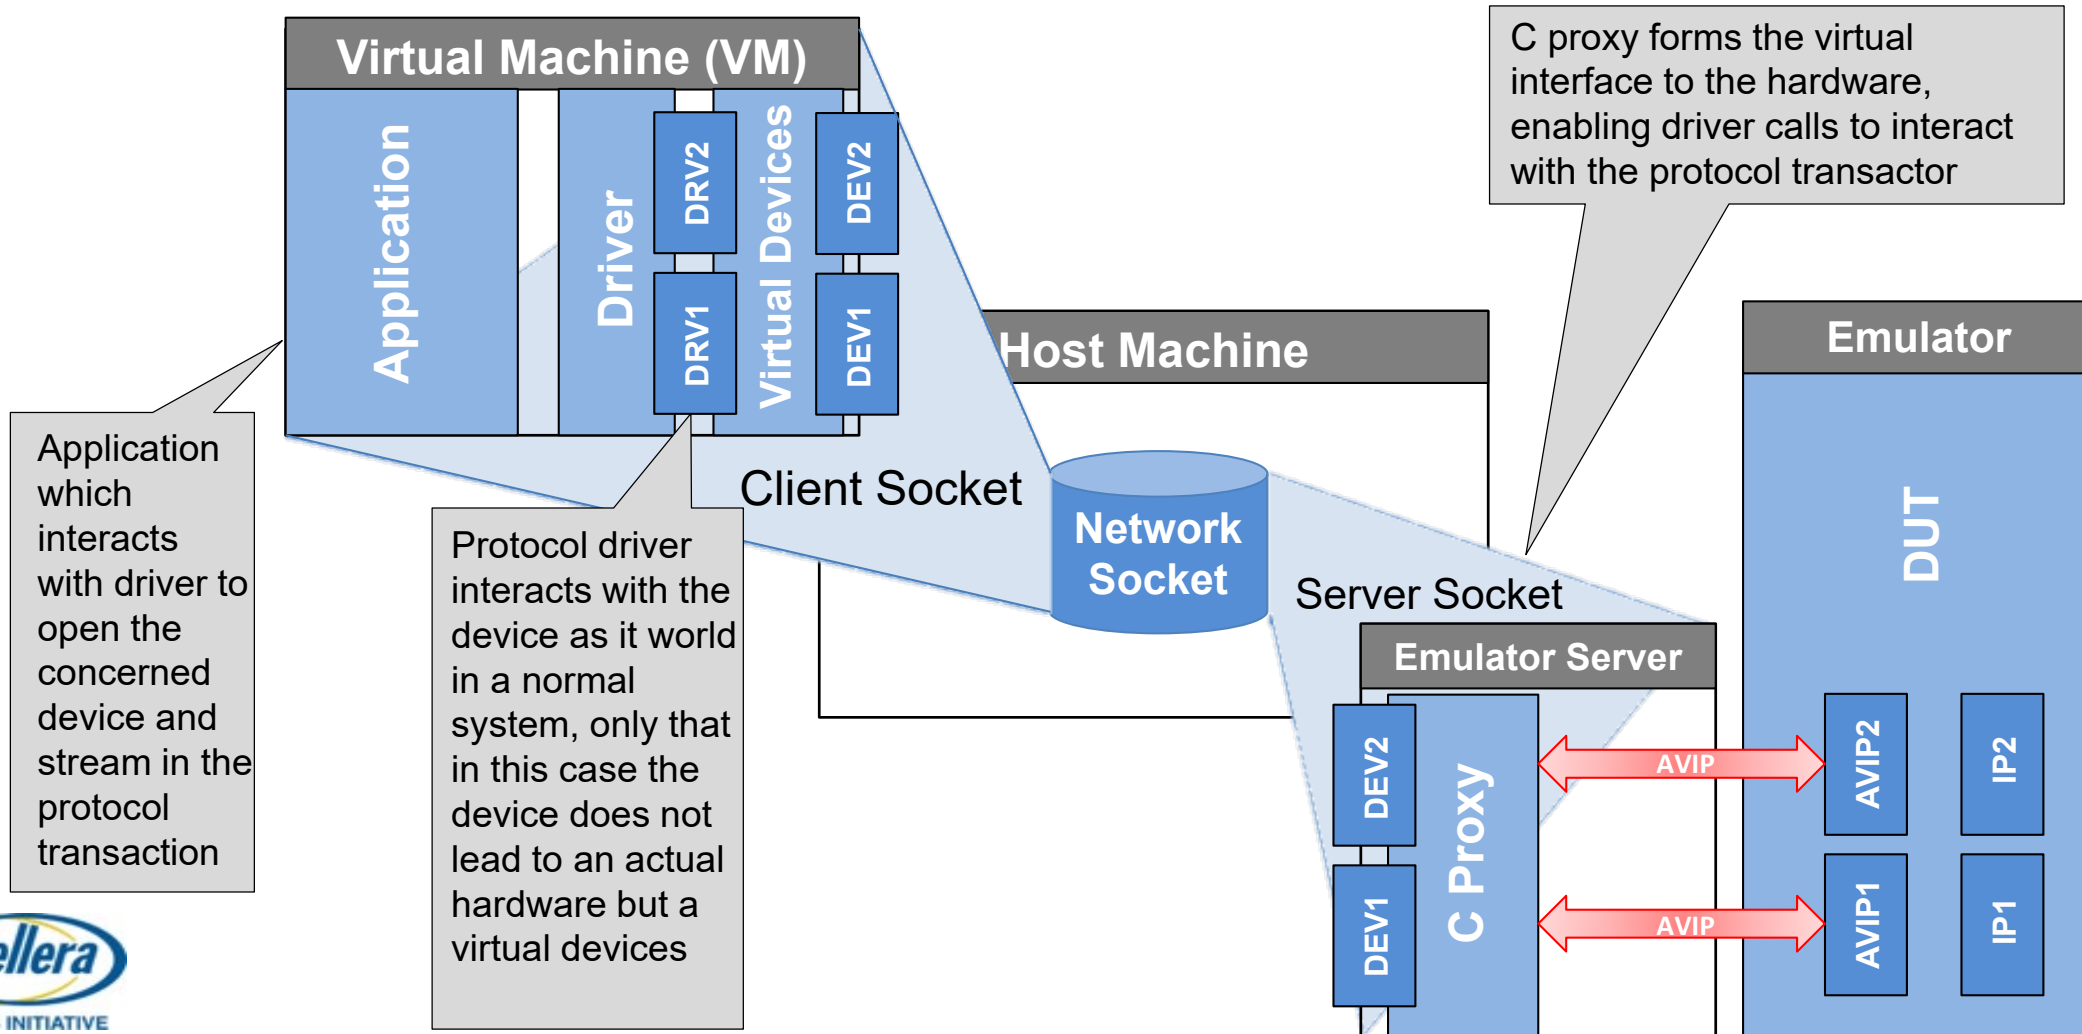 Virtual Machine (VM)
Application
Driver
DRV2
DRV1
Virtual Devices
DEV2
DEV1
C proxy forms the virtual
interface to the hardware,
enabling driver calls to interact
with the protocol transactor
Host Machine
Emulator
DUT
Application
which
interacts
with driver to
open the
concerned
device and
stream in the
protocol
transaction
Client Socket
Network
Socket
Protocol driver
interacts with the
device as it world
in a normal
system, only that
in this case the
device does not
lead to an actual
hardware but a
virtual devices
Server Socket
Emulator Server
DEV2
DEV1
C Proxy
AVIP
AVIP
AVIP2
IP2
AVIP1
IP1
ellera
INITIATIVE